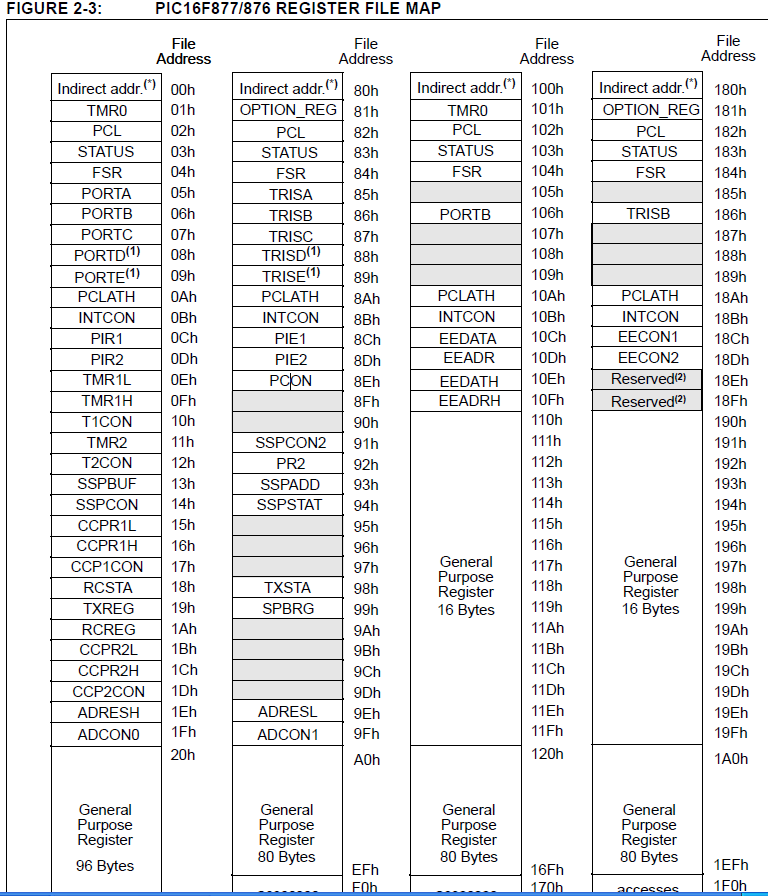 FIGURE 2-3: PIC16F877/876 REGISTER FILE MAP
File Address File Address File Address File Address
Indirect addr.(*) 00h Indirect addr.(*) 80h Indirect addr.(*) 100h Indirect addr.(*) 180h
TMR0 01h OPTION_REG 81h TMR0 101h OPTION_REG 181h
PCL 02h PCL 82h PCL 102h PCL 182h
STATUS 03h STATUS 83h STATUS 103h STATUS 183h
FSR 04h FSR 84h FSR 104h FSR 184h
PORTA 05h TRISA 85h 105h 185h
PORTB 06h TRISB 86h PORTB 106h TRISB 186h
PORTC 07h TRISC 87h 107h 187h
PORTD(1) 08h TRISD(1) 88h 108h 188h
PORTE(1) 09h TRISE(1) 89h 109h 189h
PCLATH 0Ah PCLATH 8Ah PCLATH 10Ah PCLATH 18Ah
INTCON 0Bh INTCON 8Bh INTCON 10Bh INTCON 18Bh
PIR1 0Ch PIE1 8Ch EEDATA 10Ch EECON1 18Ch
PIR2 0Dh PIE2 8Dh EEADR 10Dh EECON2 18Dh
TMR1L 0Eh PCON 8Eh EEDATH 10Eh Reserved(2) 18Eh
TMR1H 0Fh 8Fh EEADRH 10Fh Reserved(2) 18Fh
T1CON 10h 90h 110h 190h
TMR2 11h SSPCON2 91h 111h 191h
T2CON 12h PR2 92h 112h 192h
SSPBUF 13h SSPADD 93h 113h 193h
SSPCON 14h SSPSTAT 94h 114h 194h
CCPR1L 15h 95h 115h 195h
CCPR1H 16h 96h 116h 196h
CCP1CON 17h 97h General Purpose Register 16 Bytes 117h General Purpose Register 16 Bytes 197h
RCSTA 18h TXSTA 98h 118h 198h
TXREG 19h SPBRG 99h 119h 199h
RCREG 1Ah 9Ah 11Ah 19Ah
CCPR2L 1Bh 9Bh 11Bh 19Bh
CCPR2H 1Ch 9Ch 11Ch 19Ch
CCP2CON 1Dh 9Dh 11Dh 19Dh
ADRESH 1Eh ADRESL 9Eh 11Eh 19Eh
ADCON0 1Fh ADCON1 9Fh 11Fh 19Fh
20h A0h 120h 1A0h
General General General General
Purpose Purpose Purpose Purpose
Register Register Register Register
96 Bytes 80 Bytes 80 Bytes 80 Bytes
EFh 16Fh 1EFh
F0h 170h accesses 1F0h